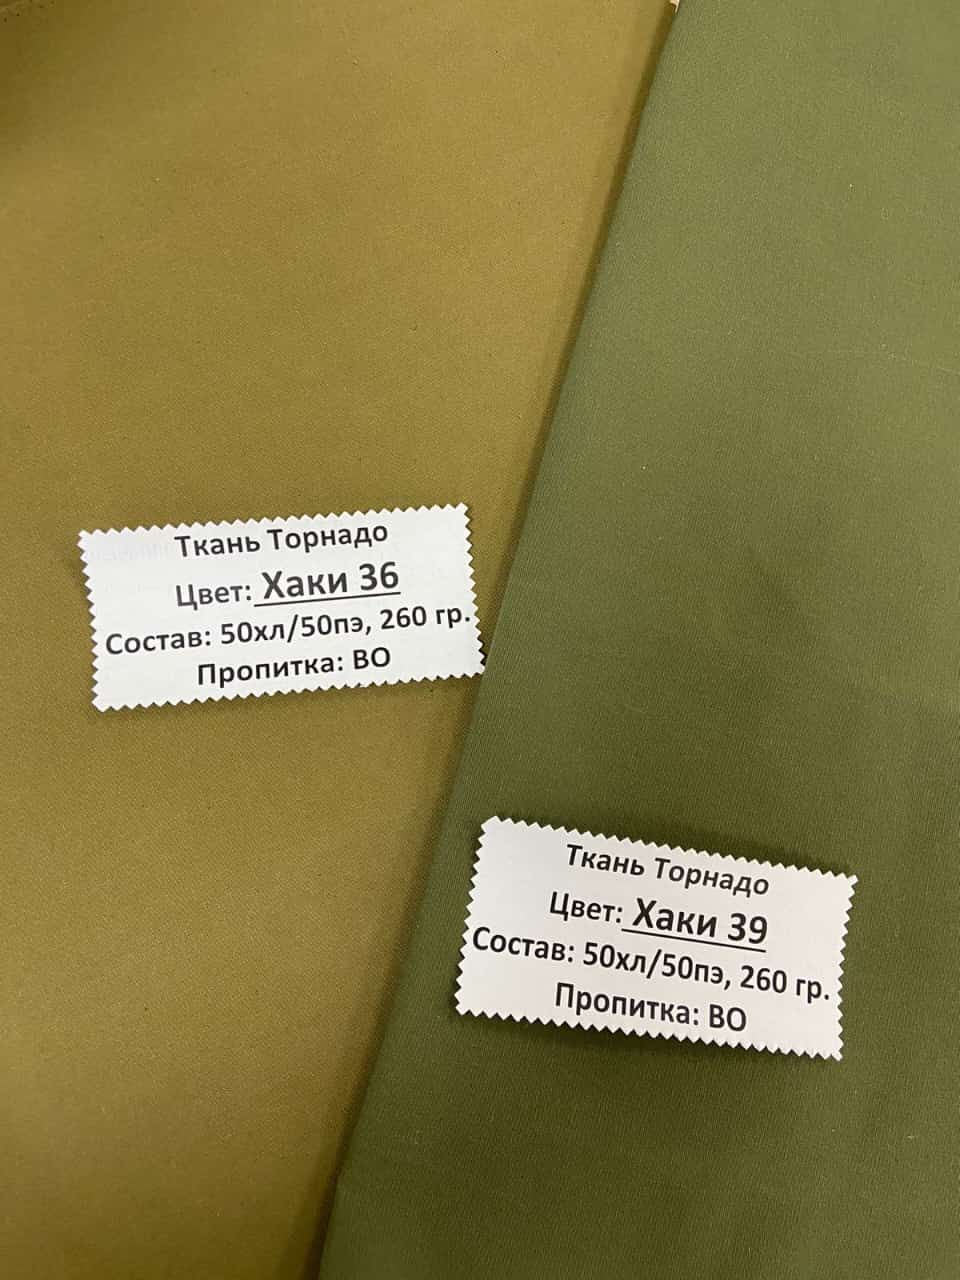 Ткань Торнадо
Цвет: Хаки 36
Состав: 50хл/50пэ, 260 гр.
Пропитка: ВО
Ткань Торнадо
Цвет: Хаки 39
Состав: 50хл/50пэ, 260 гр.
Пропитка: ВО